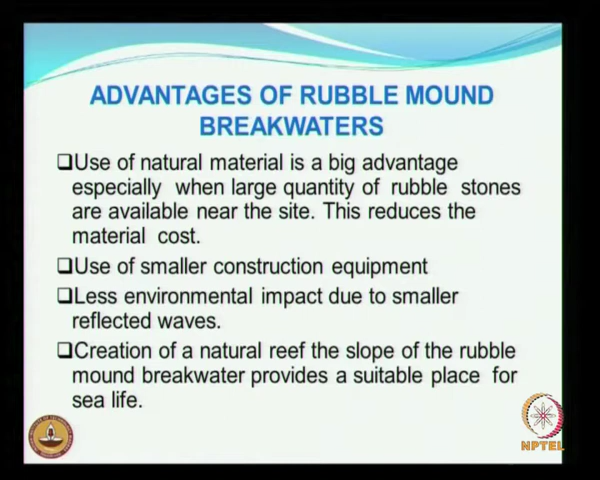 ADVANTAGES OF RUBBLE MOUND
BREAKWATERS
❑Use of natural material is a big advantage
especially when large quantity of rubble stones
are available near the site. This reduces the
material cost.
❑Use of smaller construction equipment
❑Less environmental impact due to smaller
reflected waves.
❑Creation of a natural reef the slope of the rubble
mound breakwater provides a suitable place for
sea life.
NPTEL